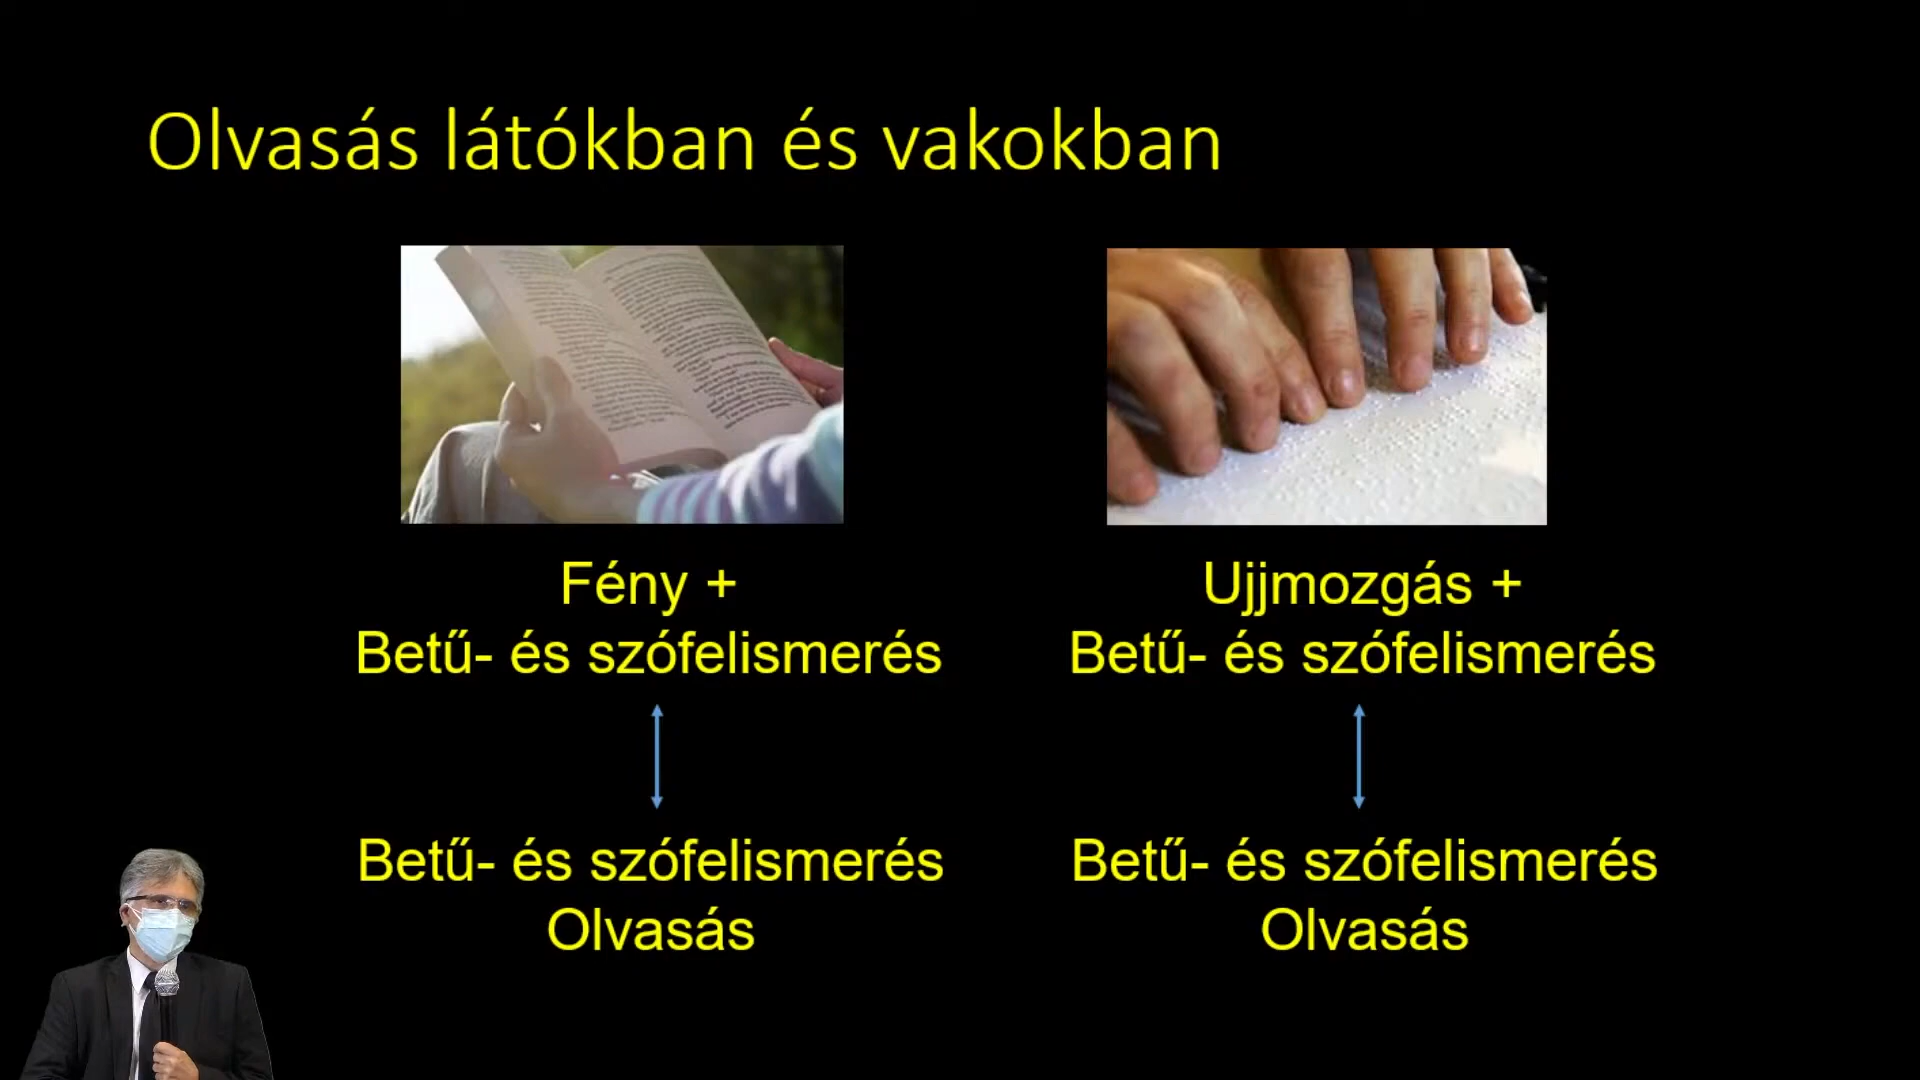 Olvasás látókban és vakokban
Fény +
Betű- és szófelismerés
Betű- és szófelismerés
Olvasás
Ujjmozgás +
Betű- és szófelismerés
Betű- és szófelismerés
Olvasás